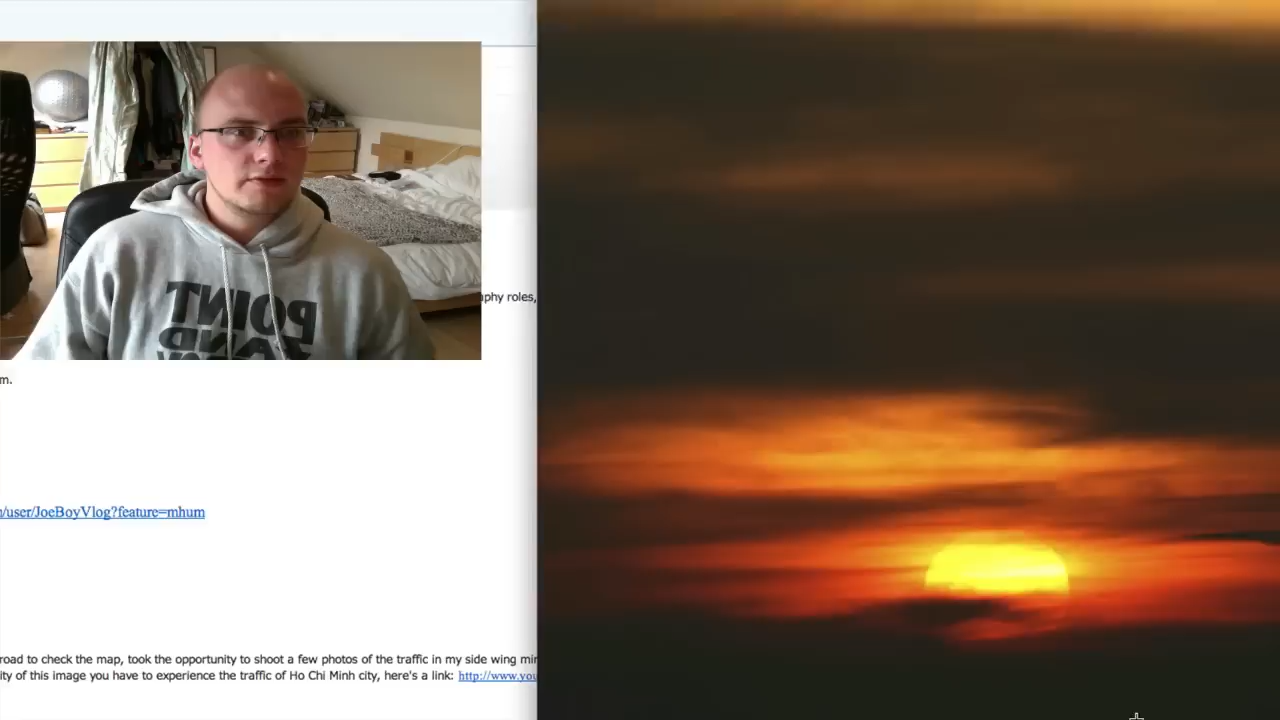 POINT
AND
aphy roles,
m.
/user/JoeBoyVlog?feature=mhum
road to check the map, took the opportunity to shoot a few photos of the traffic in my side wing mir
ity of this image you have to experience the traffic of Ho Chi Minh city, here's a link: http://www.you